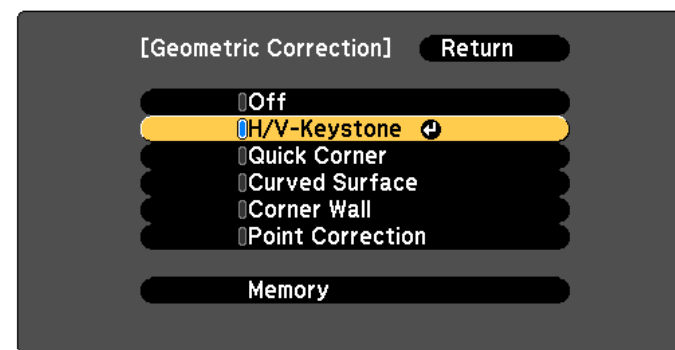 [Geometric Correction] Return
Off
H/V-Keystone
Quick Corner
Curved Surface
Corner Wall
Point Correction
Memory